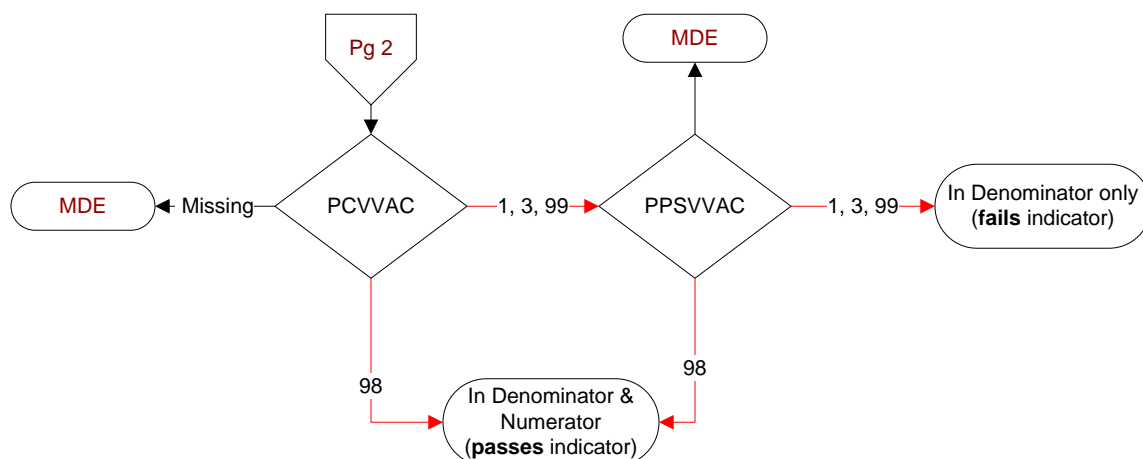 Pg 2
MDE
MDE
Missing
PCVVAC
1, 3, 99
PPSVVAC
1, 3, 99
In Denominator only
(fails indicator)
98
98
In Denominator &
Numerator
(passes indicator)